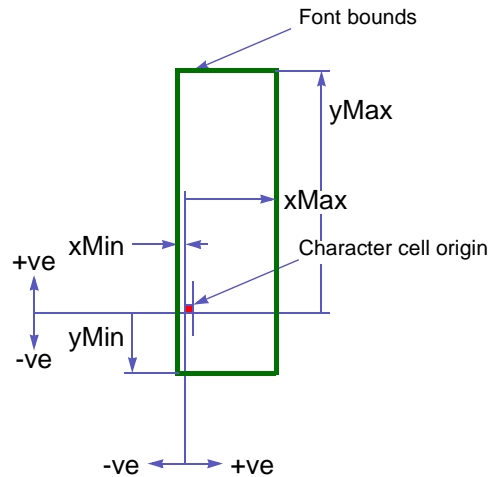 Font bounds
yMax
xMax
xMin
Character cell origin
+ve
yMin
-ve
-ve
+ve